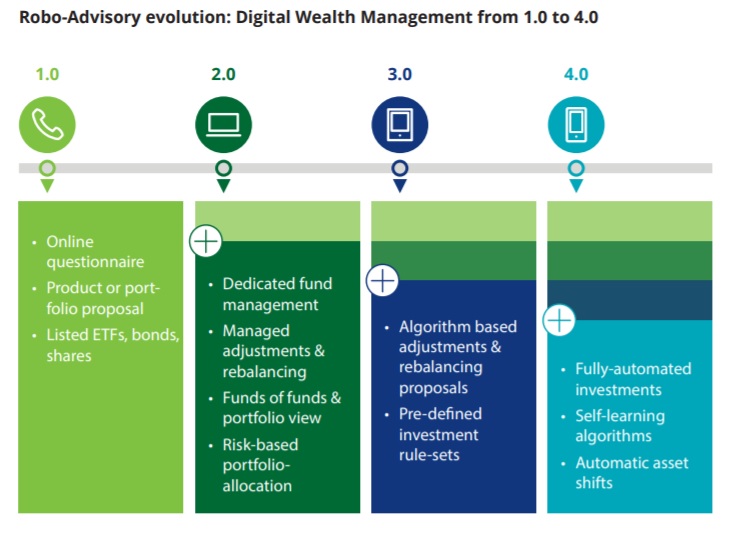 Robo-Advisory evolution: Digital Wealth Management from 1.0 to 4.0
1.0
2.0
3.0
4.0
• Online
questionnaire
• Product or port-
folio proposal
• Listed ETFs, bonds,
shares
• Dedicated fund
management
• Managed
adjustments &
rebalancing
• Funds of funds &
portfolio view
• Risk-based
portfolio-
allocation
• Algorithm based
adjustments &
rebalancing
proposals
• Pre-defined
investment
rule-sets
• Fully-automated
investments
• Self-learning
algorithms
• Automatic asset
shifts